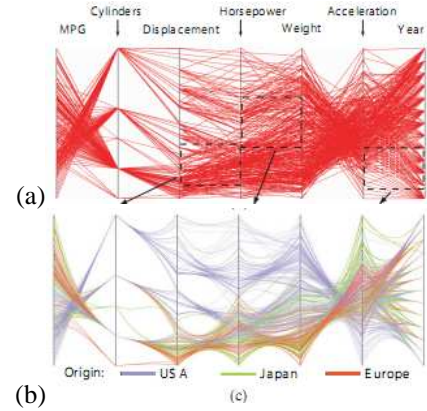 Cylinders Horsepower Acceleration
MPG Displacement Weight Year
(a)
(b)
Origin: USA Japan Europe
(c)